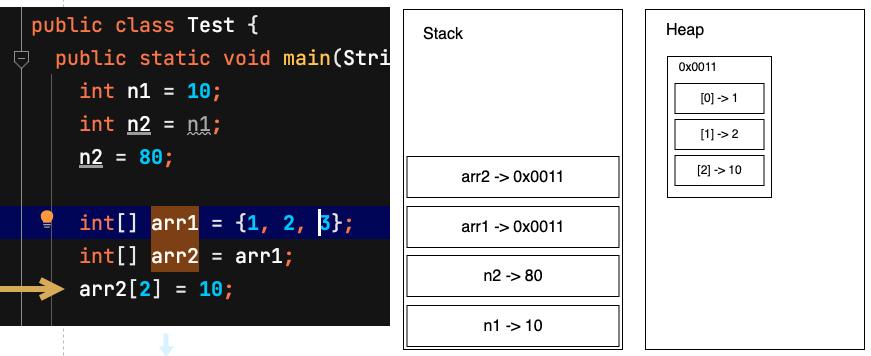 public class Test {
public static void main(Stri
int n1 = 10;
int n2 = n1;
n2 = 80;
int[] arr1 = {1, 2, 3};
int[] arr2 = arr1;
arr2[2] = 10;
Stack
arr2 -> 0x0011
arr1 -> 0x0011
n2 -> 80
n1 -> 10
Heap
0x0011
[0] -> 1
[1] -> 2
[2] -> 10